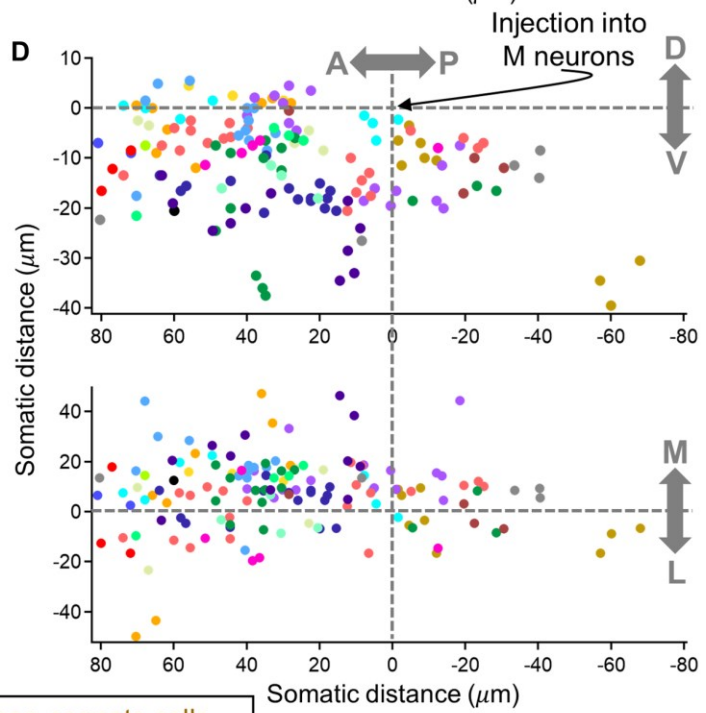 Injection into
M neurons
D
A P
D
V
10
0
-10
-20
-30
-40
80 60 40 20 0 -20 -40 -60 -80
Somatic distance (μm)
40
20
0
-20
-40
M
L
80 60 40 20 0 -20 -40 -60 -80
Somatic distance (μm)